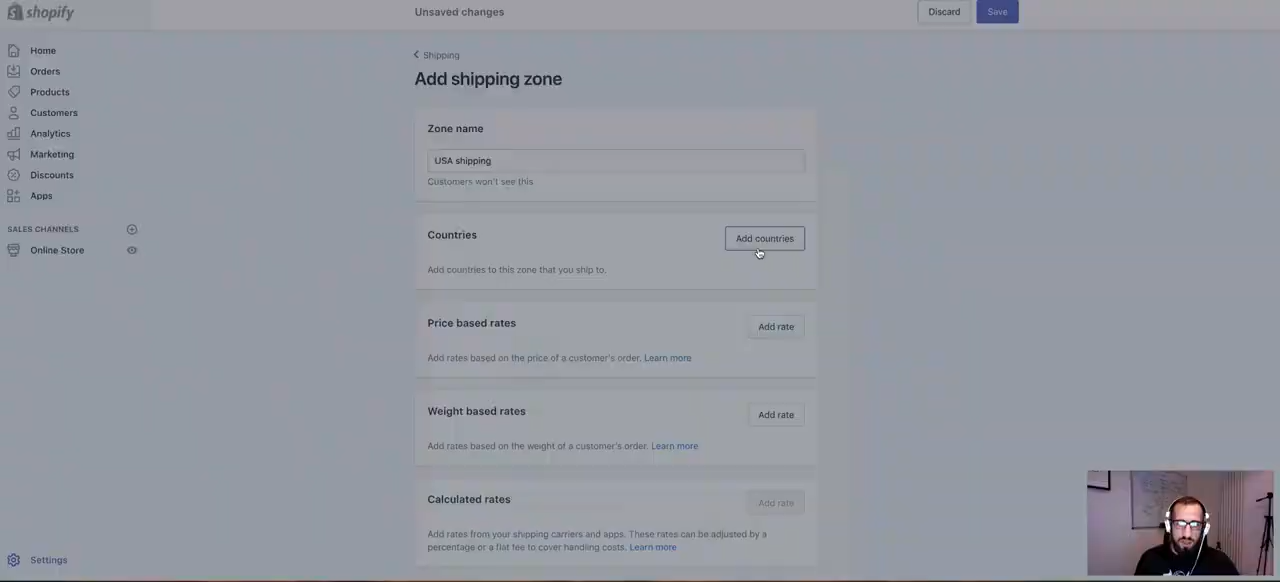 shopify
Unsaved changes
Discard
Save
Home
Orders
Products
Customers
Analytics
Marketing
Discounts
Apps
SALES CHANNELS
Online Store
Settings
Shipping
Add shipping zone
Zone name
USA shipping
Customers won't see this
Countries
Add countries
Add countries to this zone that you ship to.
Price based rates
Add rate
Add rates based on the price of a customer's order. Learn more
Weight based rates
Add rate
Add rates based on the weight of a customer's order. Learn more
Calculated rates
Add rate
Add rates from your shipping carriers and apps. These rates can be adjusted by a
percentage or a flat fee to cover handling costs. Learn more